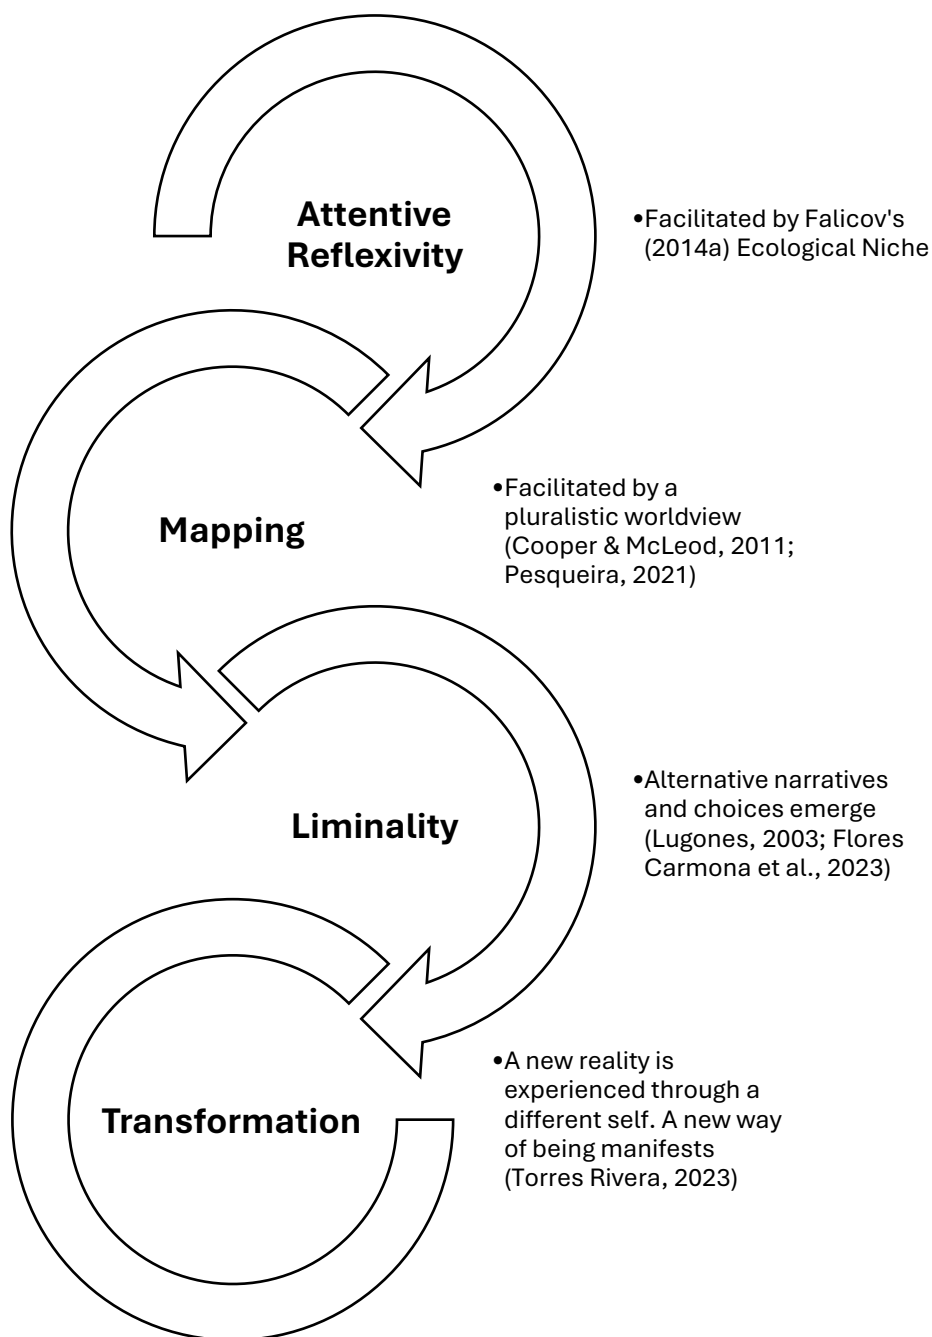 Attentive
Reflexivity
•Facilitated by Falicov's
(2014a) Ecological Niche
Mapping
•Facilitated by a
pluralistic worldview
(Cooper & McLeod, 2011;
Pesqueira, 2021)
Liminality
•Alternative narratives
and choices emerge
(Lugones, 2003; Flores
Carmona et al., 2023)
Transformation
•A new reality is
experienced through a
different self. A new way
of being manifests
(Torres Rivera, 2023)